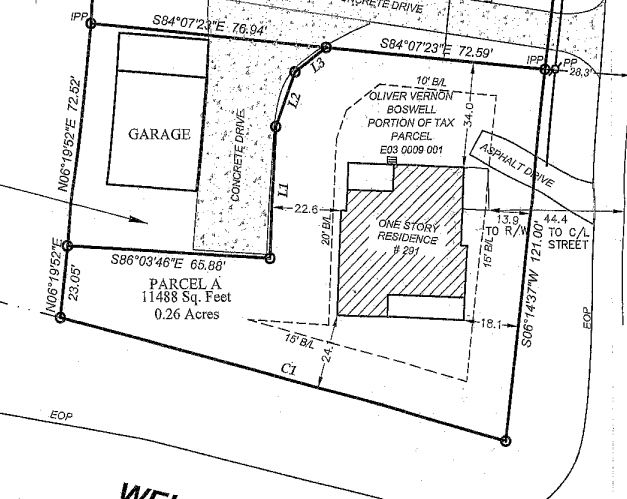 CONCRETE DRIVE
IPP
S84°07'23"E 76.94'
S84°07'23"E 72.59'
IPP
PP
28.3'
L3
L2
L1
10' B/L
34.0
OLIVER VERNON
BOSWELL
PORTION OF TAX
PARCEL
E03 0009 001
GARAGE
CONCRETE DRIVE
ASPHALT DRIVE
N06°19'52"E 72.52'
22.6
20' B/L
ONE STORY
RESIDENCE
# 291
15' B/L
13.9
TO R/W
44.4
TO C/L
STREET
S06°14'37"W 121.00'
N06°19'52"E
23.05'
S86°03'46"E 65.88'
PARCEL A
11488 Sq. Feet
0.26 Acres
15' B/L
24.
18.1
C1
EOP
EOP